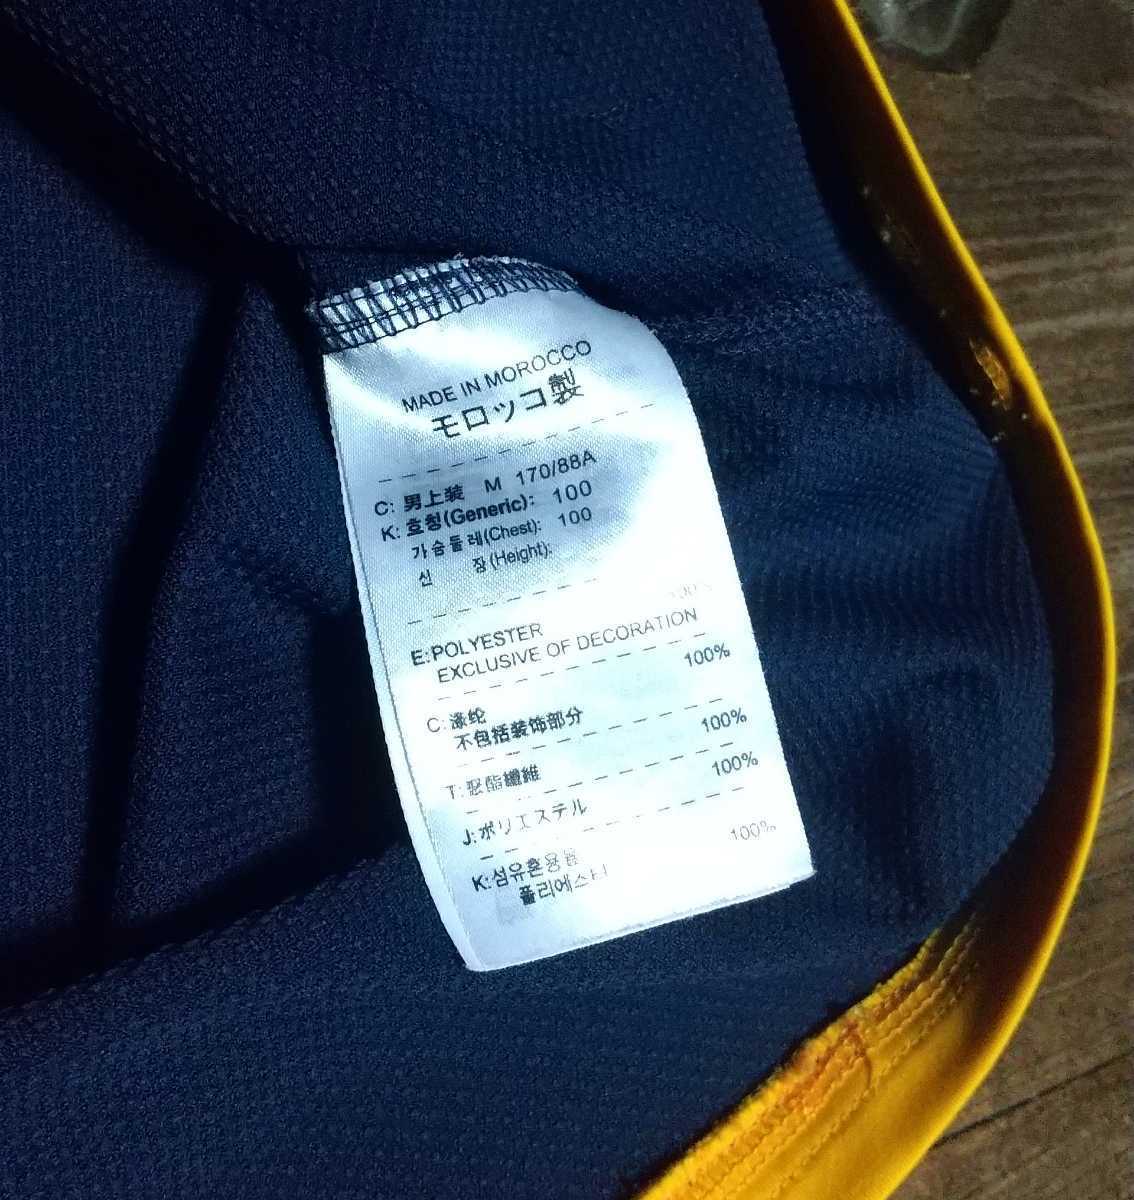 MADE IN MOROCCO
モロッコ製
C: 男上装 M 170/88A
K: 호칭(Generic): 100
가슴둘레(Chest): 100
신 장(Height):
E:POLYESTER
EXCLUSIVE OF DECORATION
C: 涤纶 100%
不包括装饰部分
T: 聚酯纖維 100%
J:ポリエステル 100%
K:섬유혼용률 100%
폴리에스터